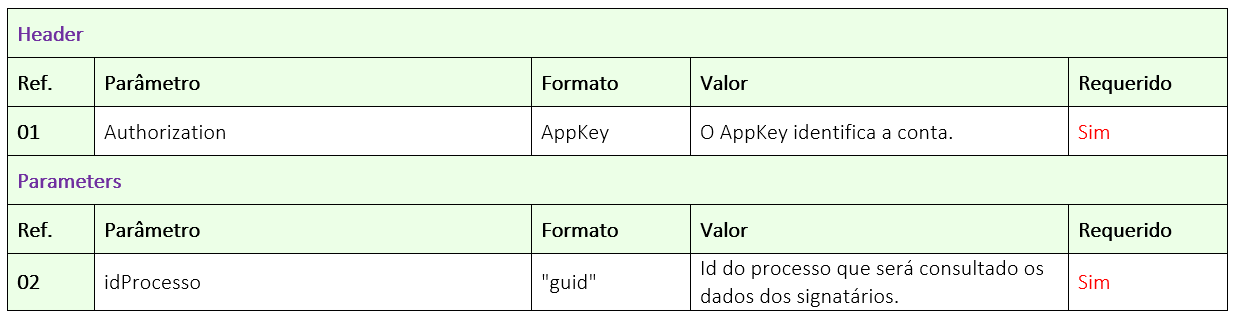 Header
Ref. Parâmetro Formato Valor Requerido
01 Authorization AppKey O AppKey identifica a conta. Sim
Parameters
Ref. Parâmetro Formato Valor Requerido
02 idProcesso "guid" Id do processo que será consultado os
dados dos signatários. Sim